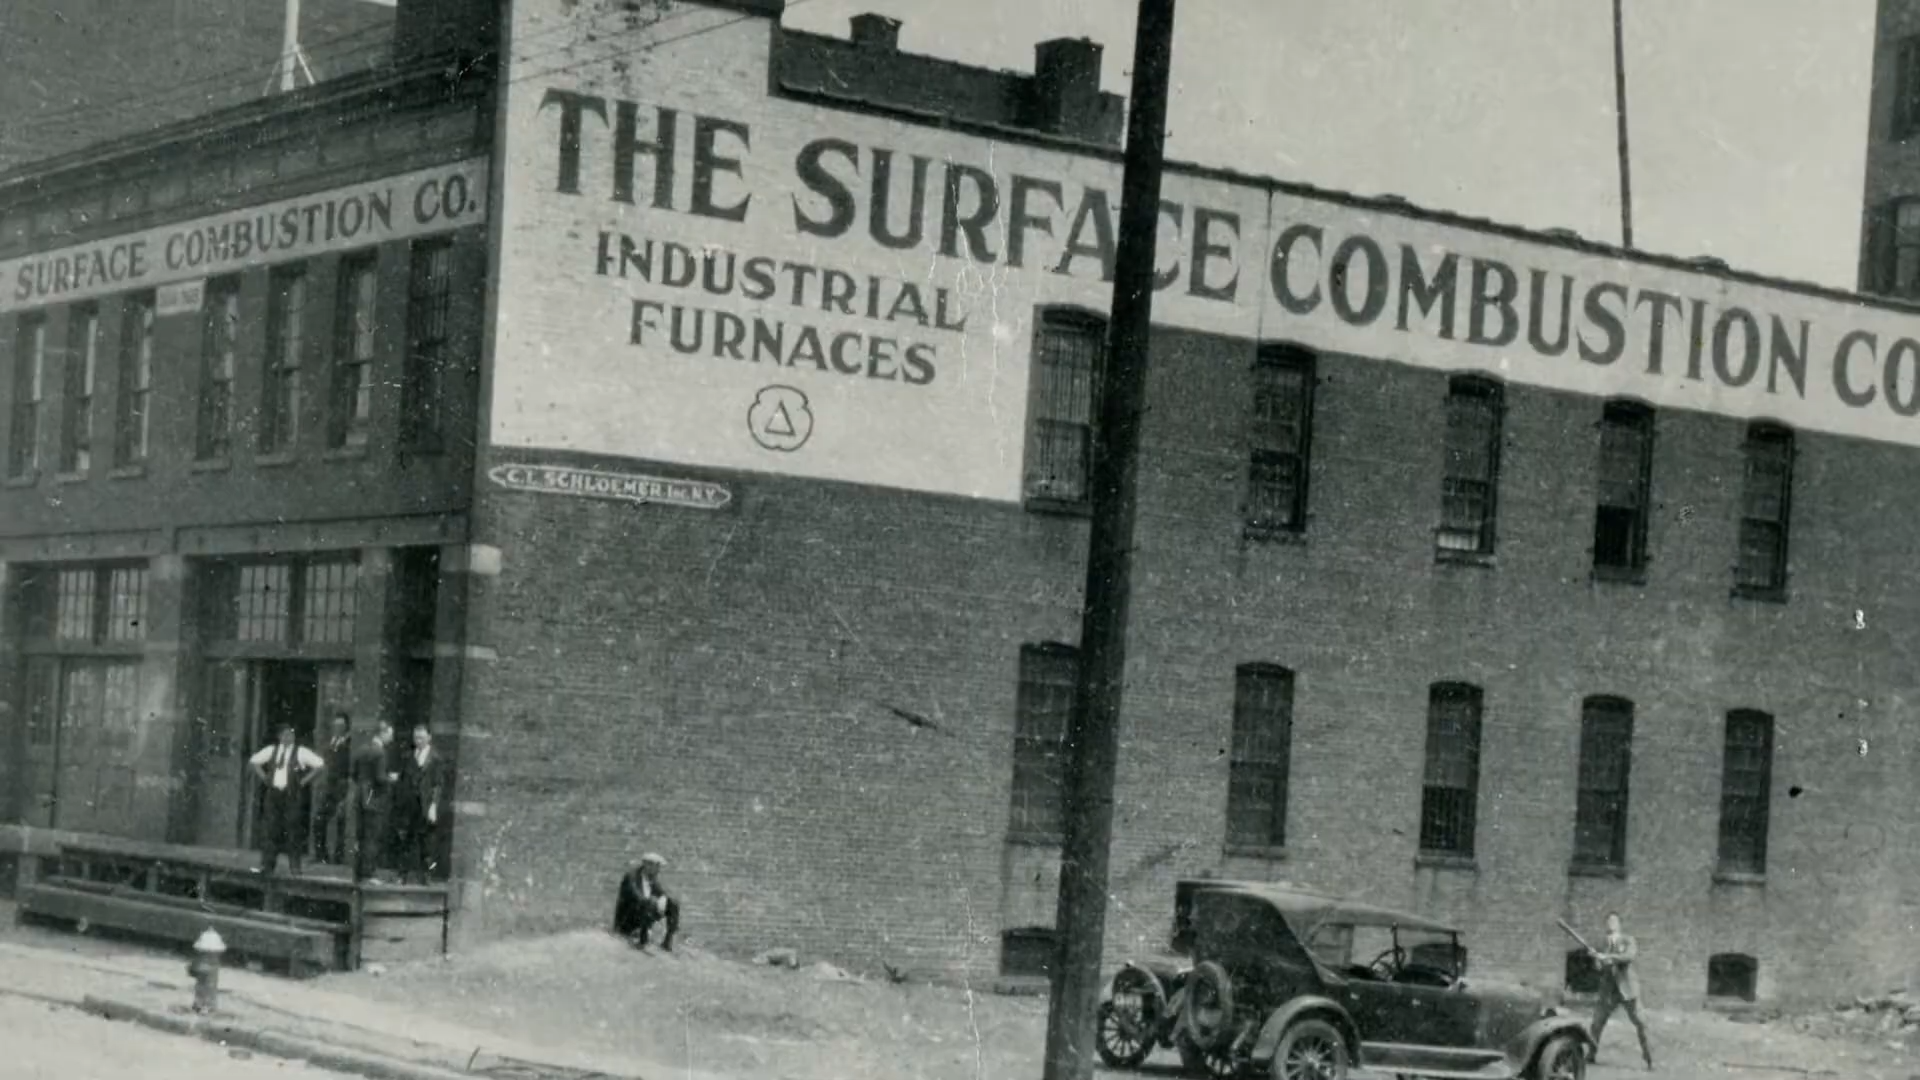 SURFACE COMBUSTION CO.
THE SURFACE COMBUSTION CO
INDUSTRIAL
FURNACES
C.L. SCHLOEMER INC. N.Y.